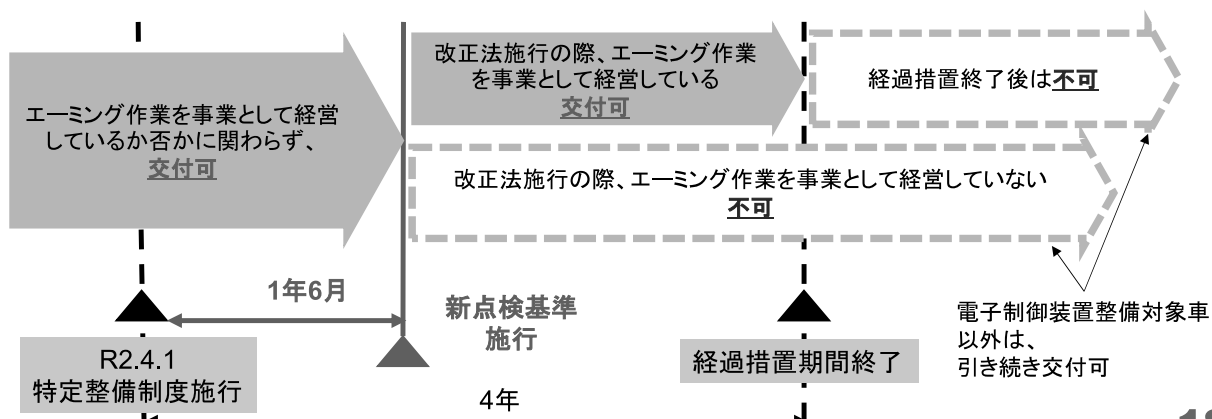 エーミング作業を事業として経営
しているか否かに関わらず、
交付可
改正法施行の際、エーミング作業
を事業として経営している
交付可
経過措置終了後は不可
改正法施行の際、エーミング作業を事業として経営していない
不可
1年6月
新点検基準
施行
電子制御装置整備対象車
以外は、
引き続き交付可
R2.4.1
特定整備制度施行
経過措置期間終了
4年